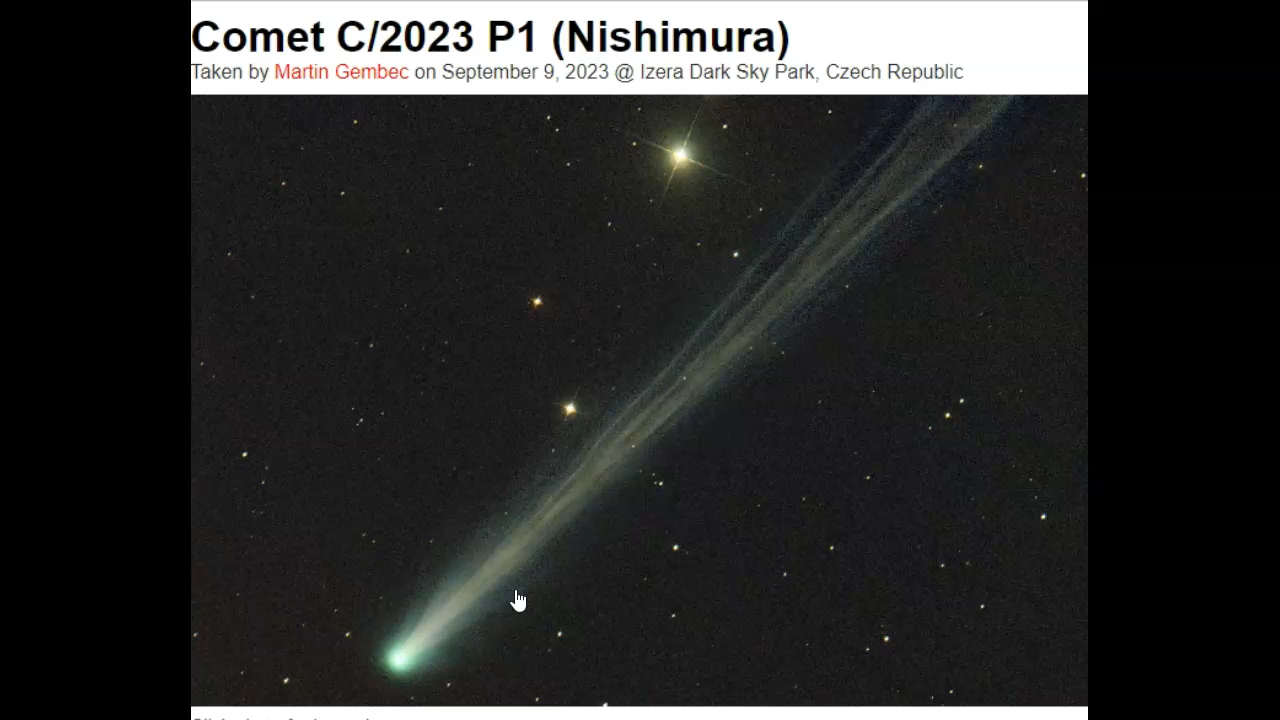 Comet C/2023 P1 (Nishimura)
Taken by Martin Gembec on September 9, 2023 @ Izera Dark Sky Park, Czech Republic